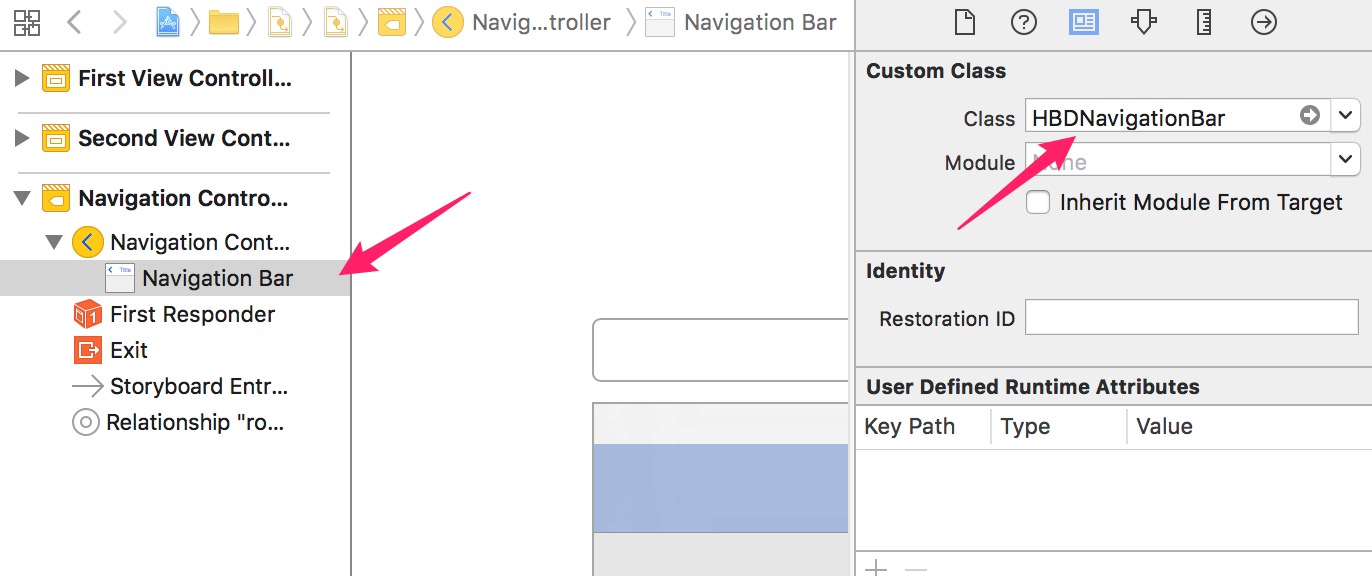 Navig...troller
Navigation Bar
First View Controll...
Second View Cont...
Navigation Contro...
Navigation Cont...
Navigation Bar
First Responder
Exit
Storyboard Entr...
Relationship "ro...
Custom Class
Class
HBDNavigationBar
Module
None
Inherit Module From Target
Identity
Restoration ID
User Defined Runtime Attributes
Key Path Type Value